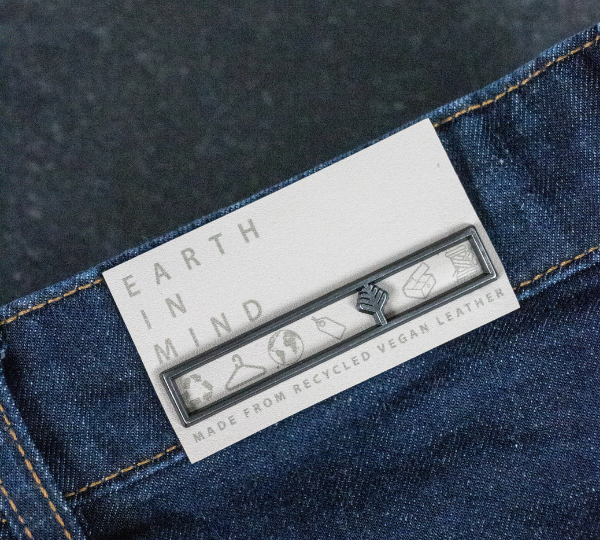 EARTH
IN
MIND
MADE FROM RECYCLED VEGAN LEATHER